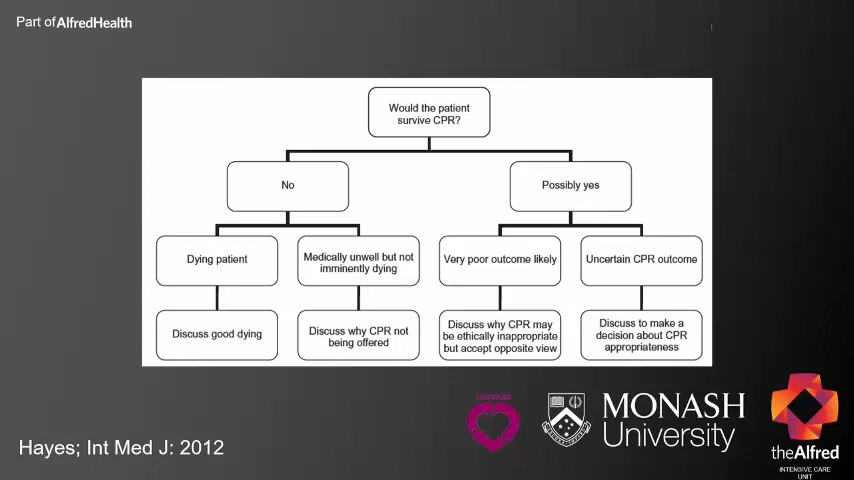 Part of AlfredHealth
Would the patient
survive CPR?
No
Possibly yes
Dying patient
Medically unwell but not
imminently dying
Very poor outcome likely
Uncertain CPR outcome
Discuss good dying
Discuss why CPR not
being offered
Discuss why CPR may
be ethically inappropriate
but accept opposite view
Discuss to make a
decision about CPR
appropriateness
Hayes; Int Med J: 2012
MONASH
University
theAlfred
INTENSIVE CARE
UNIT